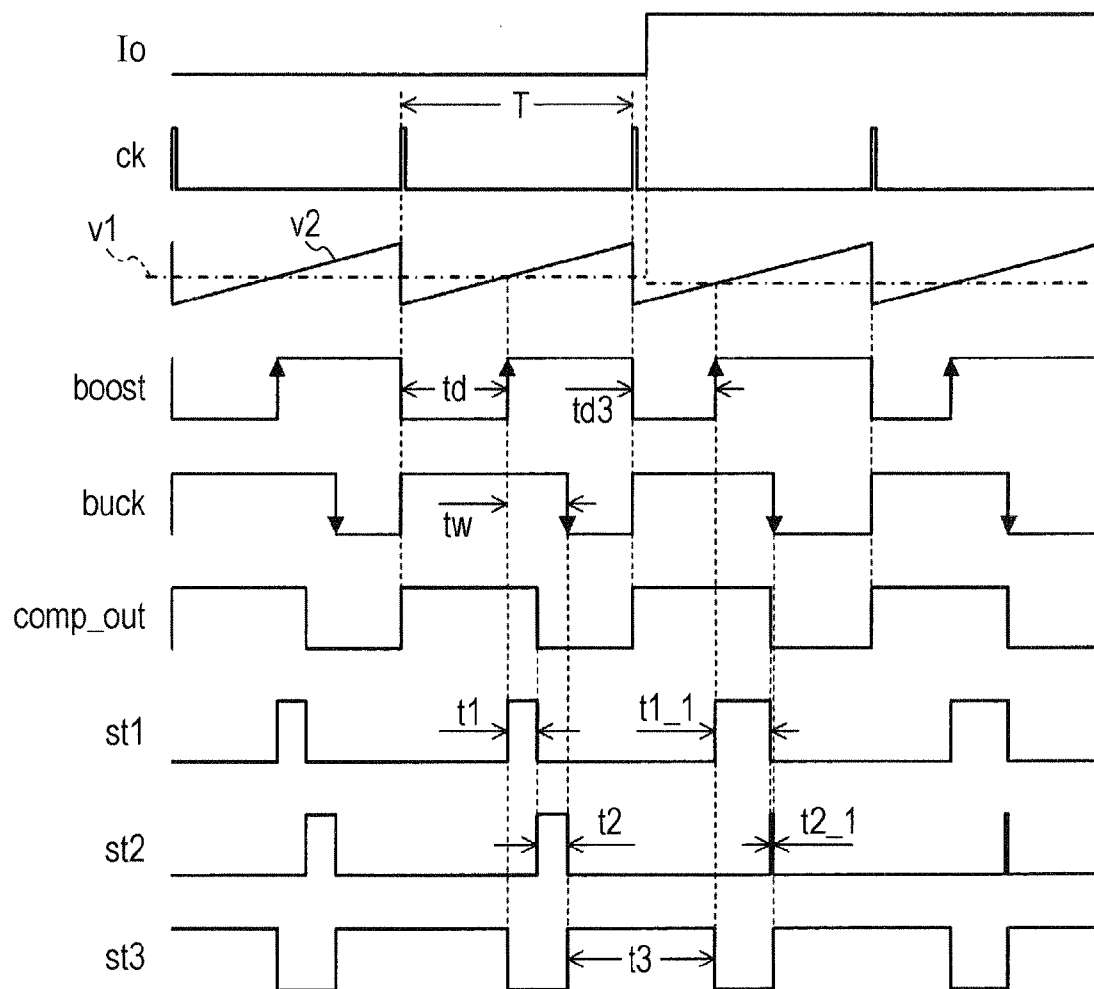 Io
T
ck
v1
v2
boost
td
td3
buck
tw
comp_out
st1
t1
t1_1
st2
t2
t2_1
st3
t3